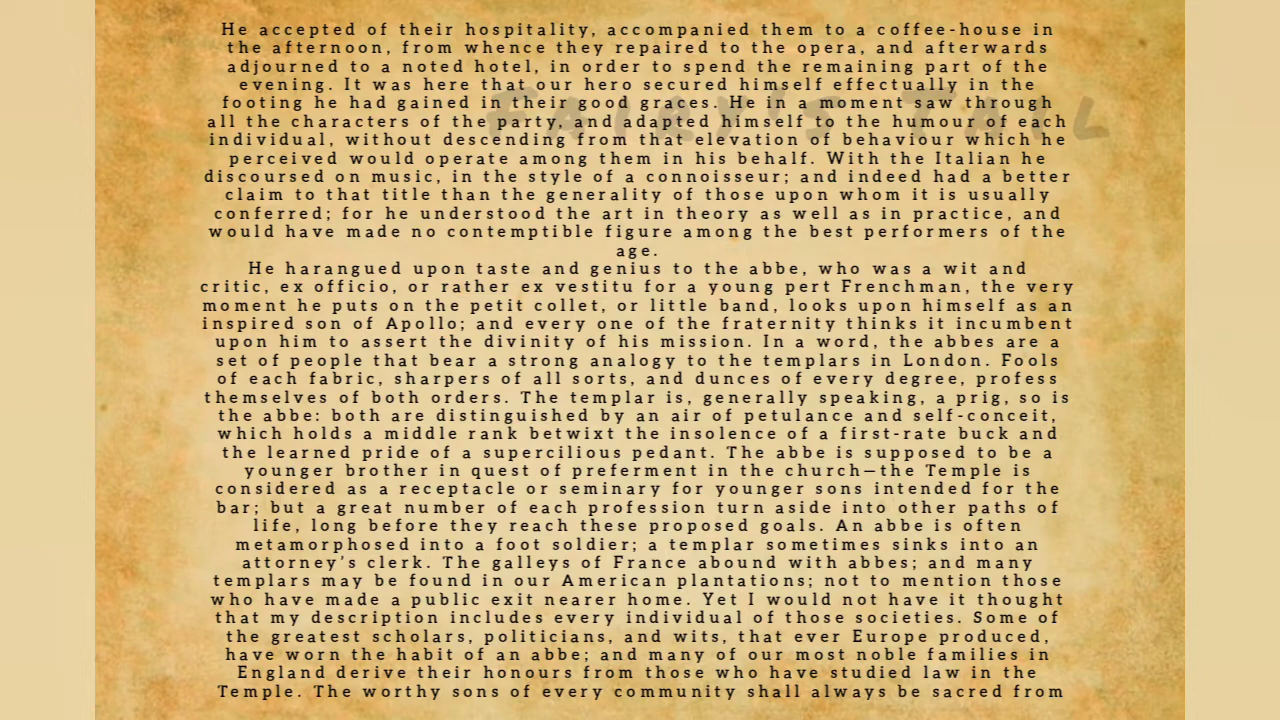 He accepted of their hospitality, accompanied them to a coffee-house in
the afternoon, from whence they repaired to the opera, and afterwards
adjourned to a noted hotel, in order to spend the remaining part of the
evening. It was here that our hero secured himself effectually in the
footing he had gained in their good graces. He in a moment saw through
all the characters of the party, and adapted himself to the humour of each
individual, without descending from that elevation of behaviour which he
perceived would operate among them in his behalf. With the Italian he
discoursed on music, in the style of a connoisseur; and indeed had a better
claim to that title than the generality of those upon whom it is usually
conferred; for he understood the art in theory as well as in practice, and
would have made no contemptible figure among the best performers of the
age.
He harangued upon taste and genius to the abbe, who was a wit and
critic, ex officio, or rather ex vestitu for a young pert Frenchman, the very
moment he puts on the petit collet, or little band, looks upon himself as an
inspired son of Apollo; and every one of the fraternity thinks it incumbent
upon him to assert the divinity of his mission. In a word, the abbes are a
set of people that bear a strong analogy to the templars in London. Fools
of each fabric, sharpers of all sorts, and dunces of every degree, profess
themselves of both orders. The templar is, generally speaking, a prig, so is
the abbe: both are distinguished by an air of petulance and self-conceit,
which holds a middle rank betwixt the insolence of a first-rate buck and
the learned pride of a supercilious pedant. The abbe is supposed to be a
younger brother in quest of preferment in the church—the Temple is
considered as a receptacle or seminary for younger sons intended for the
bar; but a great number of each profession turn aside into other paths of
life, long before they reach these proposed goals. An abbe is often
metamorphosed into a foot soldier; a templar sometimes sinks into an
attorney's clerk. The galleys of France abound with abbes; and many
templars may be found in our American plantations; not to mention those
who have made a public exit nearer home. Yet I would not have it thought
that my description includes every individual of those societies. Some of
the greatest scholars, politicians, and wits, that ever Europe produced,
have worn the habit of an abbe; and many of our most noble families in
England derive their honours from those who have studied law in the
Temple. The worthy sons of every community shall always be sacred from